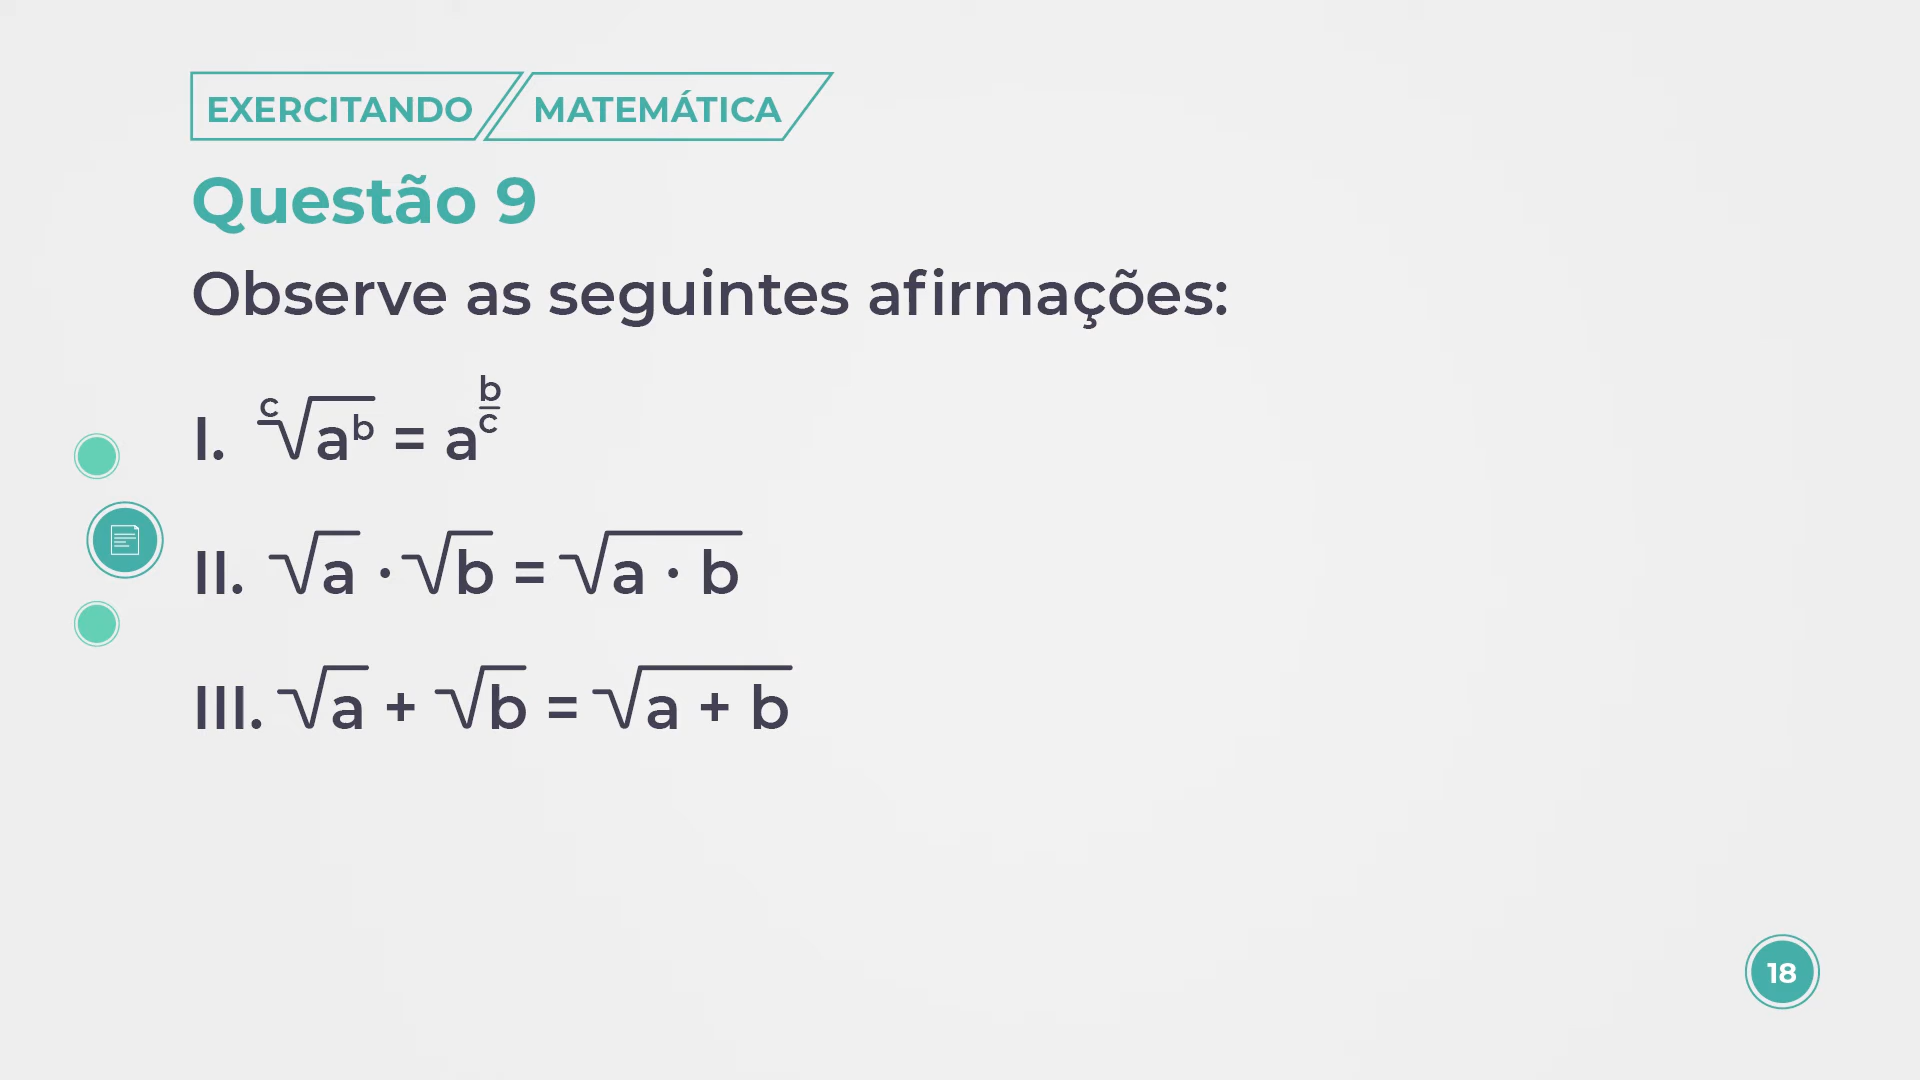 EXERCITANDO MATEMÁTICA
Questão 9
Observe as seguintes afirmações:
I. ᶜ√aᵇ = a^(b/c)
II. √a · √b = √a · b
III. √a + √b = √a + b
18